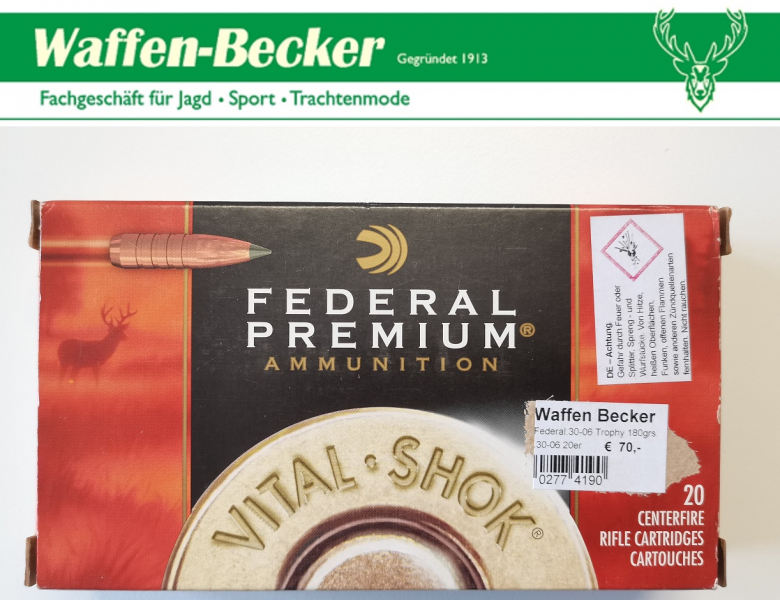 Waffen-Becker Gegründet 1913
Fachgeschäft für Jagd • Sport • Trachtenmode
FEDERAL
PREMIUM®
AMMUNITION
DE – Achtung.
Gefahr durch Feuer oder
Splitter, Spreng - und
Wurfstücke. Von Hitze,
heißen Oberflächen,
Funken, offenen Flammen
sowie anderen Zündquellenarten
fernhalten. Nicht rauchen.
Waffen Becker
Federal 30-06 Trophy 180grs
30-06 20er € 70,-
0277 4190
VITAL·SHOK®
20
CENTERFIRE
RIFLE CARTRIDGES
CARTOUCHES